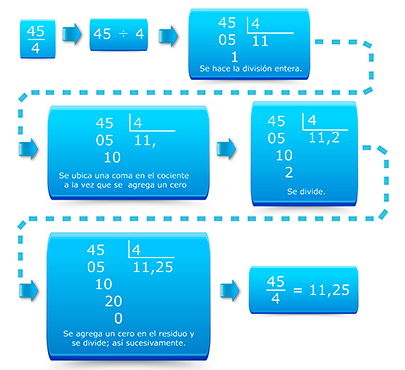 45
4
45 ÷ 4
45 4
05 11
1
Se hace la división entera.
45 4
05 11,
10
Se ubica una coma en el cociente
a la vez que se agrega un cero
45 4
05 11,2
10
2
Se divide.
45 4
05 11,25
10
20
0
Se agrega un cero en el residuo y
se divide; así sucesivamente.
45
4 = 11,25